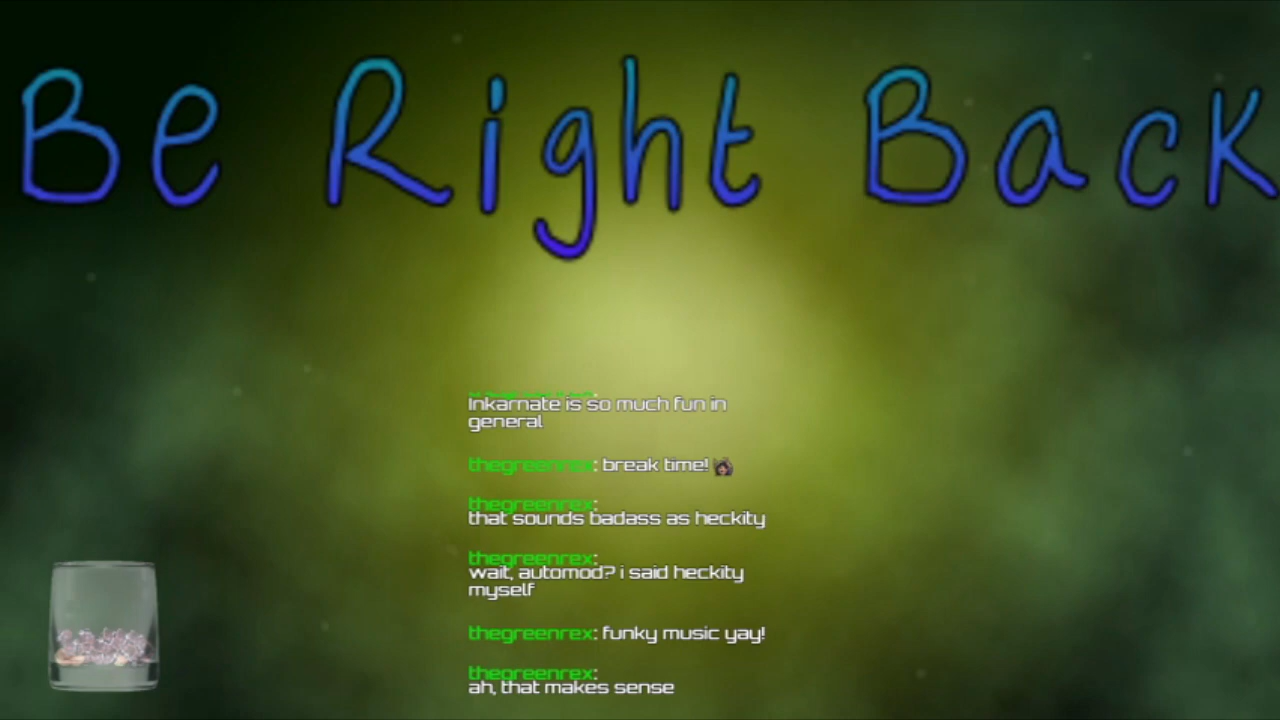 Be Right Back
Inkarnate is so much fun in
general
thegreenrex: break time!
thegreenrex:
that sounds badass as heckity
thegreenrex:
wait, automod? i said heckity
myself
thegreenrex: funky music yay!
thegreenrex:
ah, that makes sense